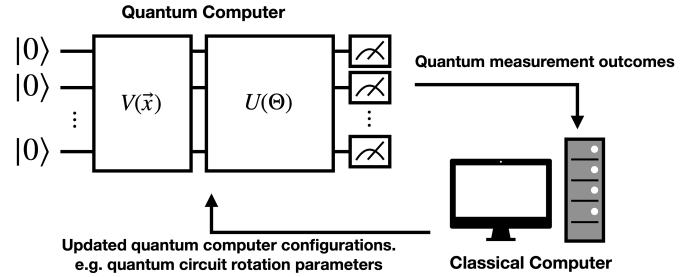 Quantum Computer
|0⟩
|0⟩
⋮
|0⟩
V(x⃗)
U(Θ)
⋮
Quantum measurement outcomes
Updated quantum computer configurations.
e.g. quantum circuit rotation parameters
Classical Computer